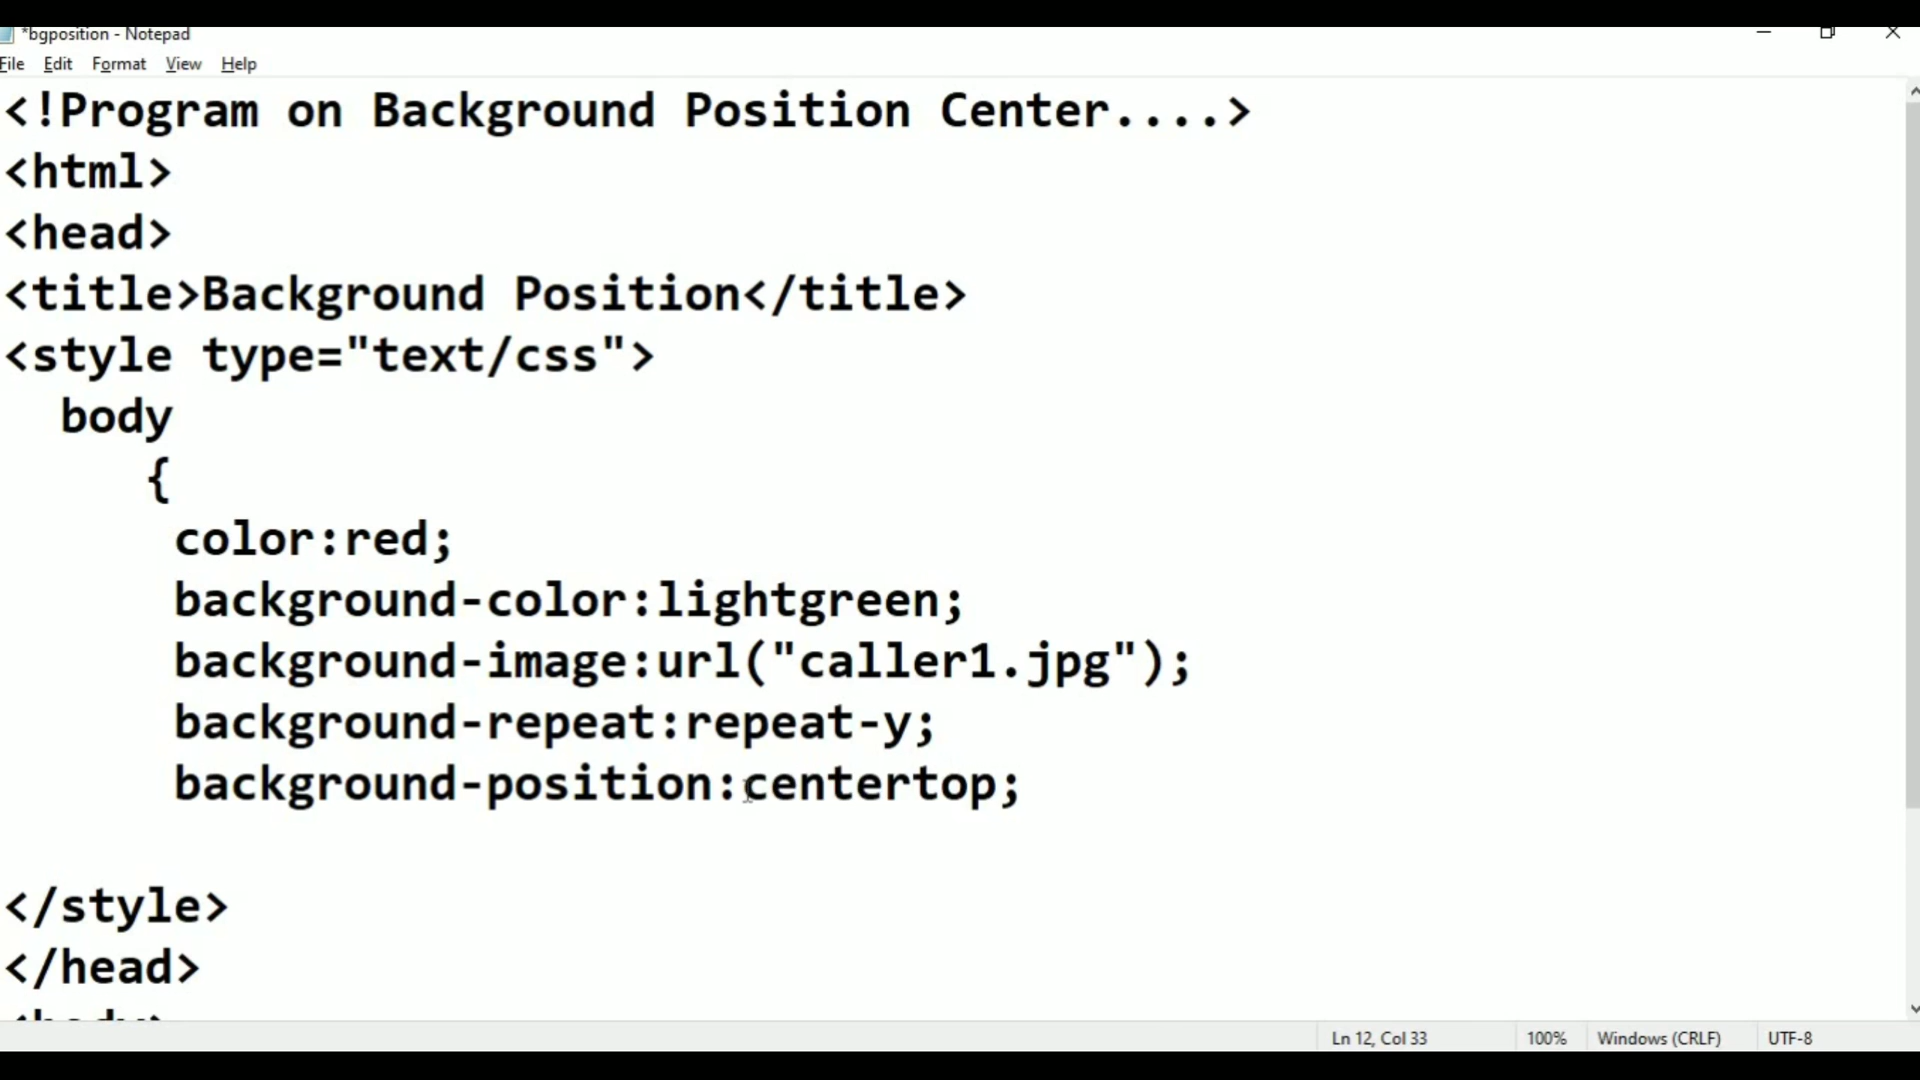 *bgposition - Notepad
File Edit Format View Help
<!Program on Background Position Center....>
<html>
<head>
<title>Background Position</title>
<style type="text/css">
body
{
color:red;
background-color:lightgreen;
background-image:url("caller1.jpg");
background-repeat:repeat-y;
background-position:centertop;
</style>
</head>
<body>
Ln 12, Col 33 100% Windows (CRLF) UTF-8